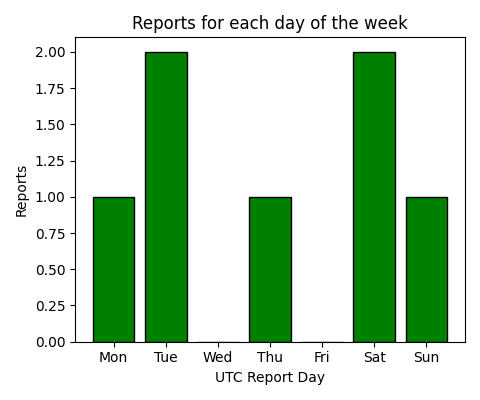 Reports for each day of the week
2.00
1.75
1.50
1.25
1.00
0.75
0.50
0.25
0.00
Reports
Mon Tue Wed Thu Fri Sat Sun
UTC Report Day